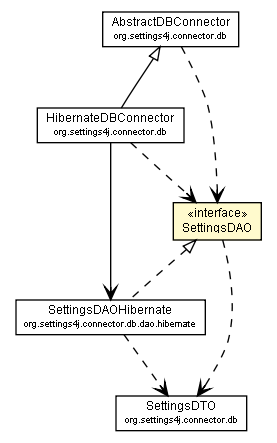 AbstractDBConnector
org.settings4j.connector.db
HibernateDBConnector
org.settings4j.connector.db
«interface»
SettingsDAO
SettingsDAOHibernate
org.settings4j.connector.db.dao.hibernate
SettingsDTO
org.settings4j.connector.db